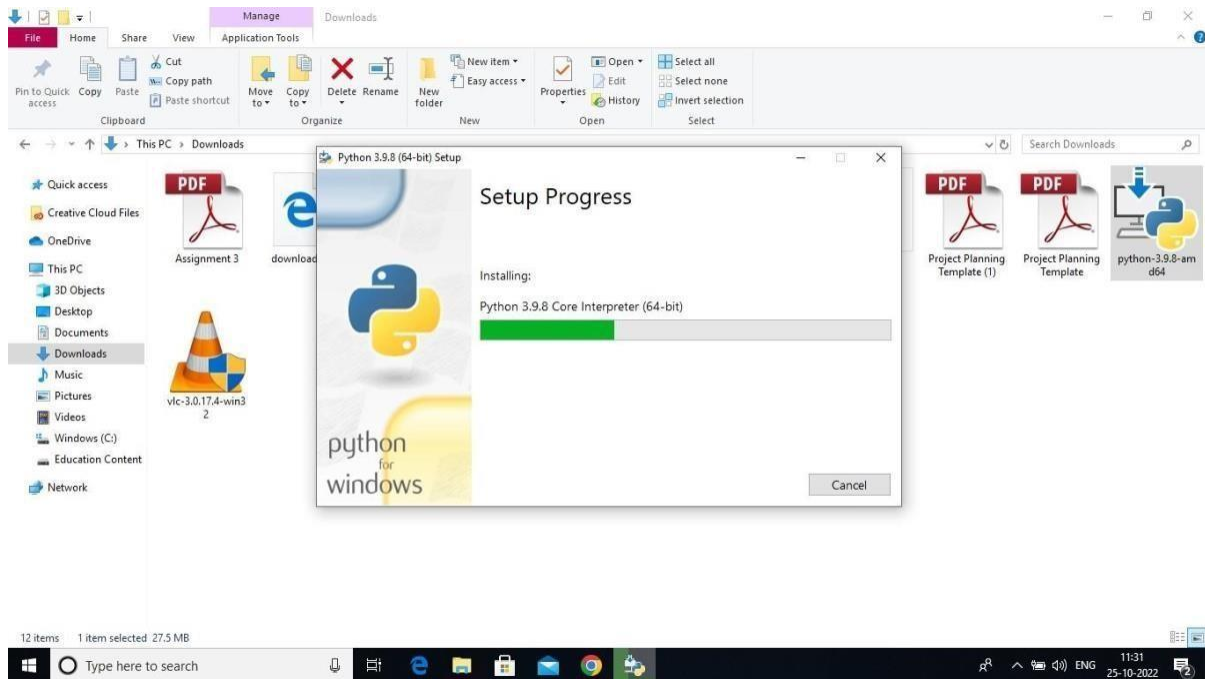 Manage
Downloads
File
Home
Share
View
Application Tools
Pin to Quick access
Copy
Paste
Cut
Copy path
Paste shortcut
Clipboard
Move to
Copy to
Delete
Rename
Organize
New folder
New item
Easy access
New
Properties
Open
Edit
History
Open
Select all
Select none
Invert selection
Select
This PC
Downloads
Search Downloads
Quick access
Creative Cloud Files
OneDrive
This PC
3D Objects
Desktop
Documents
Downloads
Music
Pictures
Videos
Windows (C:)
Education Content
Network
PDF
Assignment 3
download
vlc-3.0.17.4-win3
2
Python 3.9.8 (64-bit) Setup
Setup Progress
Installing:
Python 3.9.8 Core Interpreter (64-bit)
python
for
windows
Cancel
PDF
Project Planning
Template (1)
PDF
Project Planning
Template
python-3.9.8-am
d64
12 items
1 item selected 27.5 MB
Type here to search
ENG
11:31
25-10-2022
2